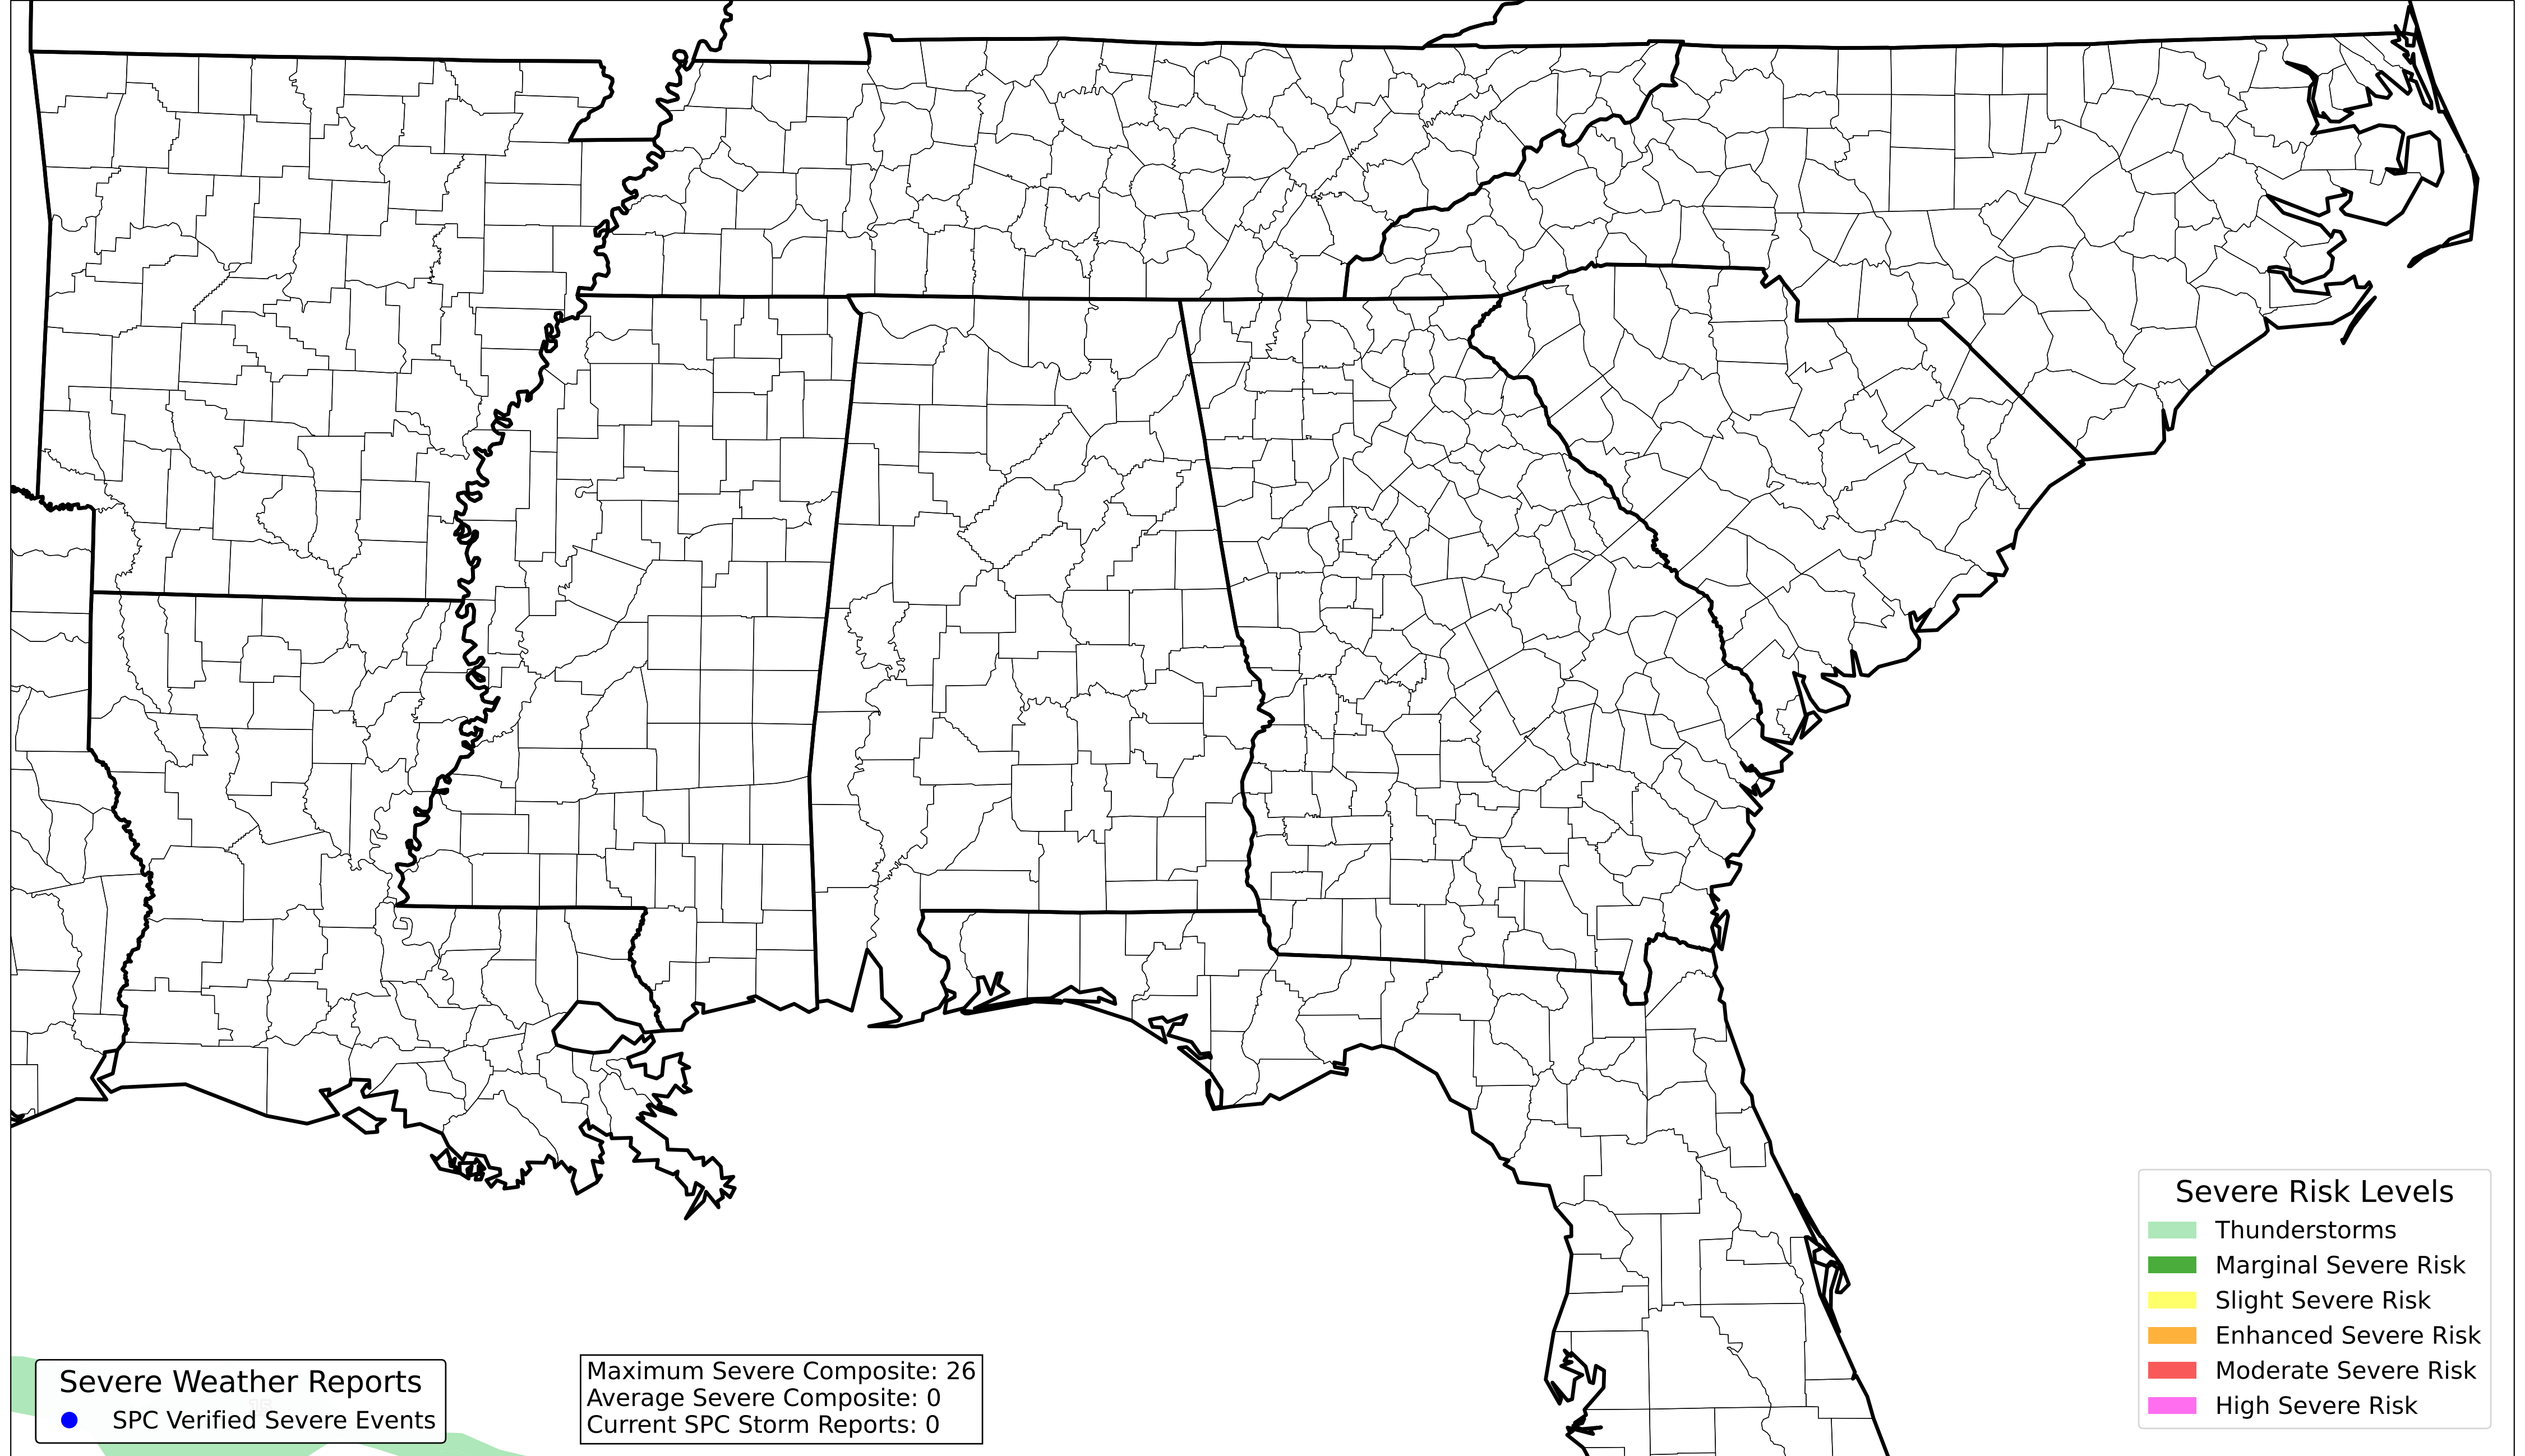 Severe Weather Reports
SPC Verified Severe Events
Maximum Severe Composite: 26
Average Severe Composite: 0
Current SPC Storm Reports: 0
Severe Risk Levels
Thunderstorms
Marginal Severe Risk
Slight Severe Risk
Enhanced Severe Risk
Moderate Severe Risk
High Severe Risk